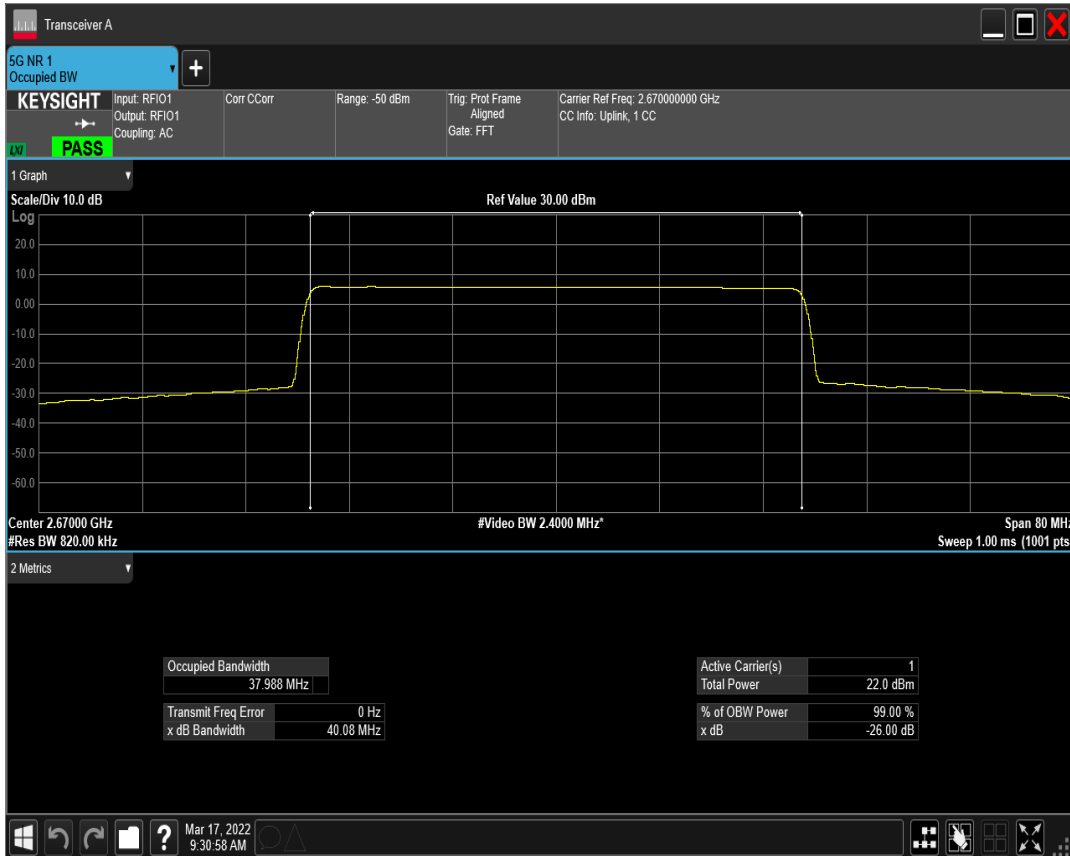 Transceiver A
5G NR 1
Occupied BW
+
KEYSIGHT
LXI
PASS
Input: RFIO1
Output: RFIO1
Coupling: AC
Corr CCorr
Range: -50 dBm
Trig: Prot Frame
Aligned
Gate: FFT
Carrier Ref Freq: 2.670000000 GHz
CC Info: Uplink, 1 CC
1 Graph
Scale/Div 10.0 dB
Ref Value 30.00 dBm
Log
20.0
10.0
0.00
-10.0
-20.0
-30.0
-40.0
-50.0
-60.0
Center 2.67000 GHz
#Video BW 2.4000 MHz*
Span 80 MHz
#Res BW 820.00 kHz
Sweep 1.00 ms (1001 pts
2 Metrics
Occupied Bandwidth
37.988 MHz
Transmit Freq Error 0 Hz
x dB Bandwidth 40.08 MHz
Active Carrier(s) 1
Total Power 22.0 dBm
% of OBW Power 99.00 %
x dB -26.00 dB
?
Mar 17, 2022
9:30:58 AM